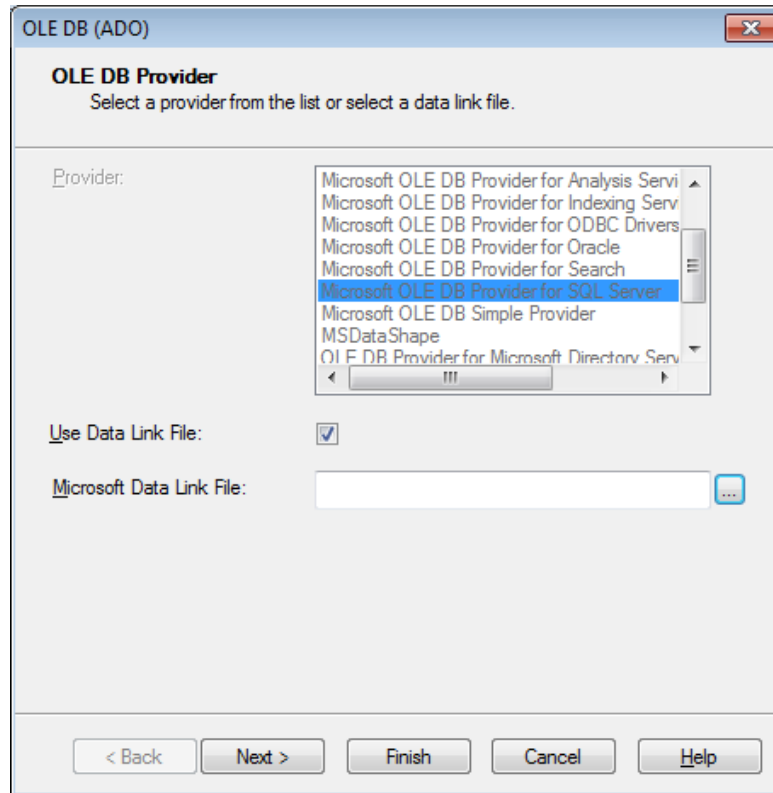 OLE DB (ADO)
OLE DB Provider
Select a provider from the list or select a data link file.
Provider:
Microsoft OLE DB Provider for Analysis Servi
Microsoft OLE DB Provider for Indexing Serv
Microsoft OLE DB Provider for ODBC Drivers
Microsoft OLE DB Provider for Oracle
Microsoft OLE DB Provider for Search
Microsoft OLE DB Provider for SQL Server
Microsoft OLE DB Simple Provider
MSDataShape
OLE DB Provider for Microsoft Directory Serv
Use Data Link File:
Microsoft Data Link File:
...
< Back Next > Finish Cancel Help